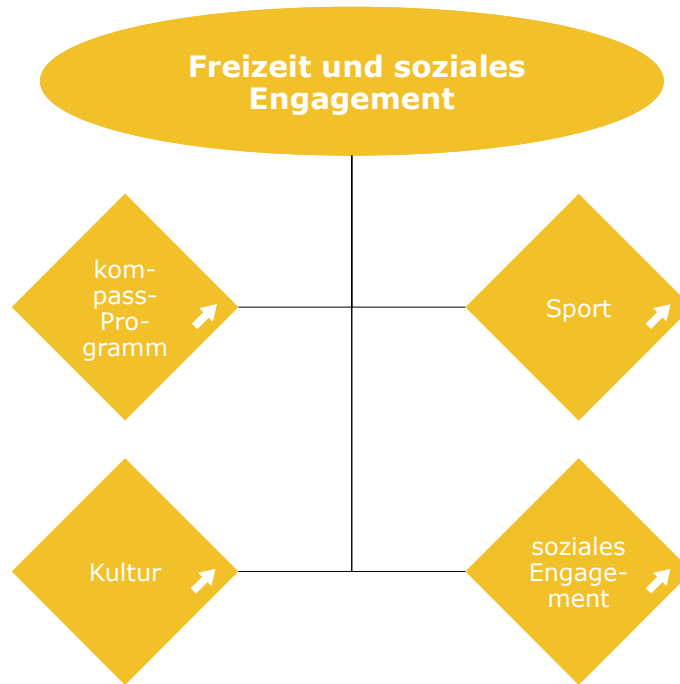 Freizeit und soziales
Engagement
kom-
pass-
Pro-
gramm
Sport
Kultur
soziales
Engage-
ment